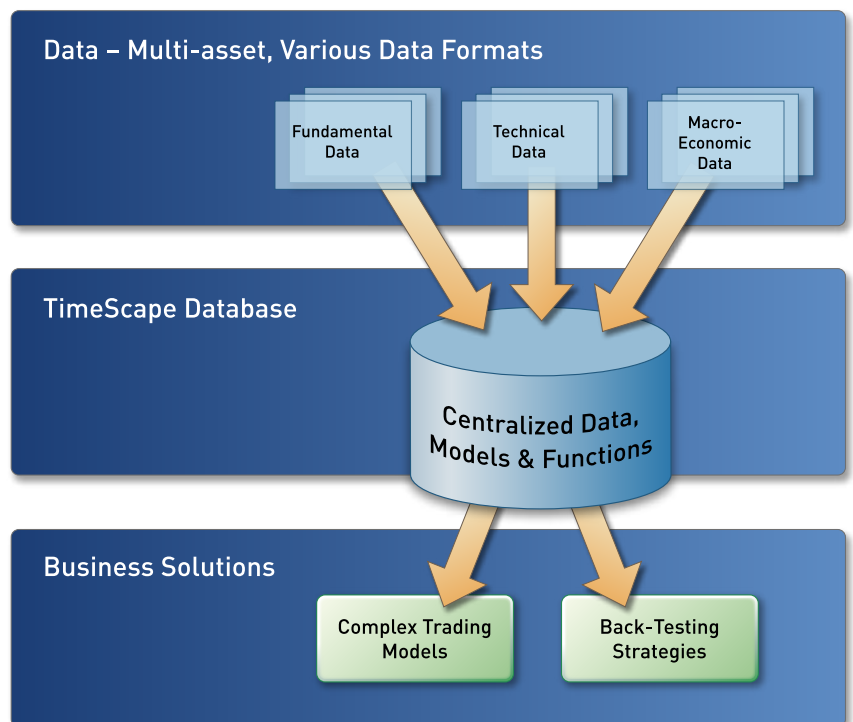 Data – Multi-asset, Various Data Formats
Fundamental
Data
Technical
Data
Macro-
Economic
Data
TimeScape Database
Centralized Data,
Models & Functions
Business Solutions
Complex Trading
Models
Back-Testing
Strategies